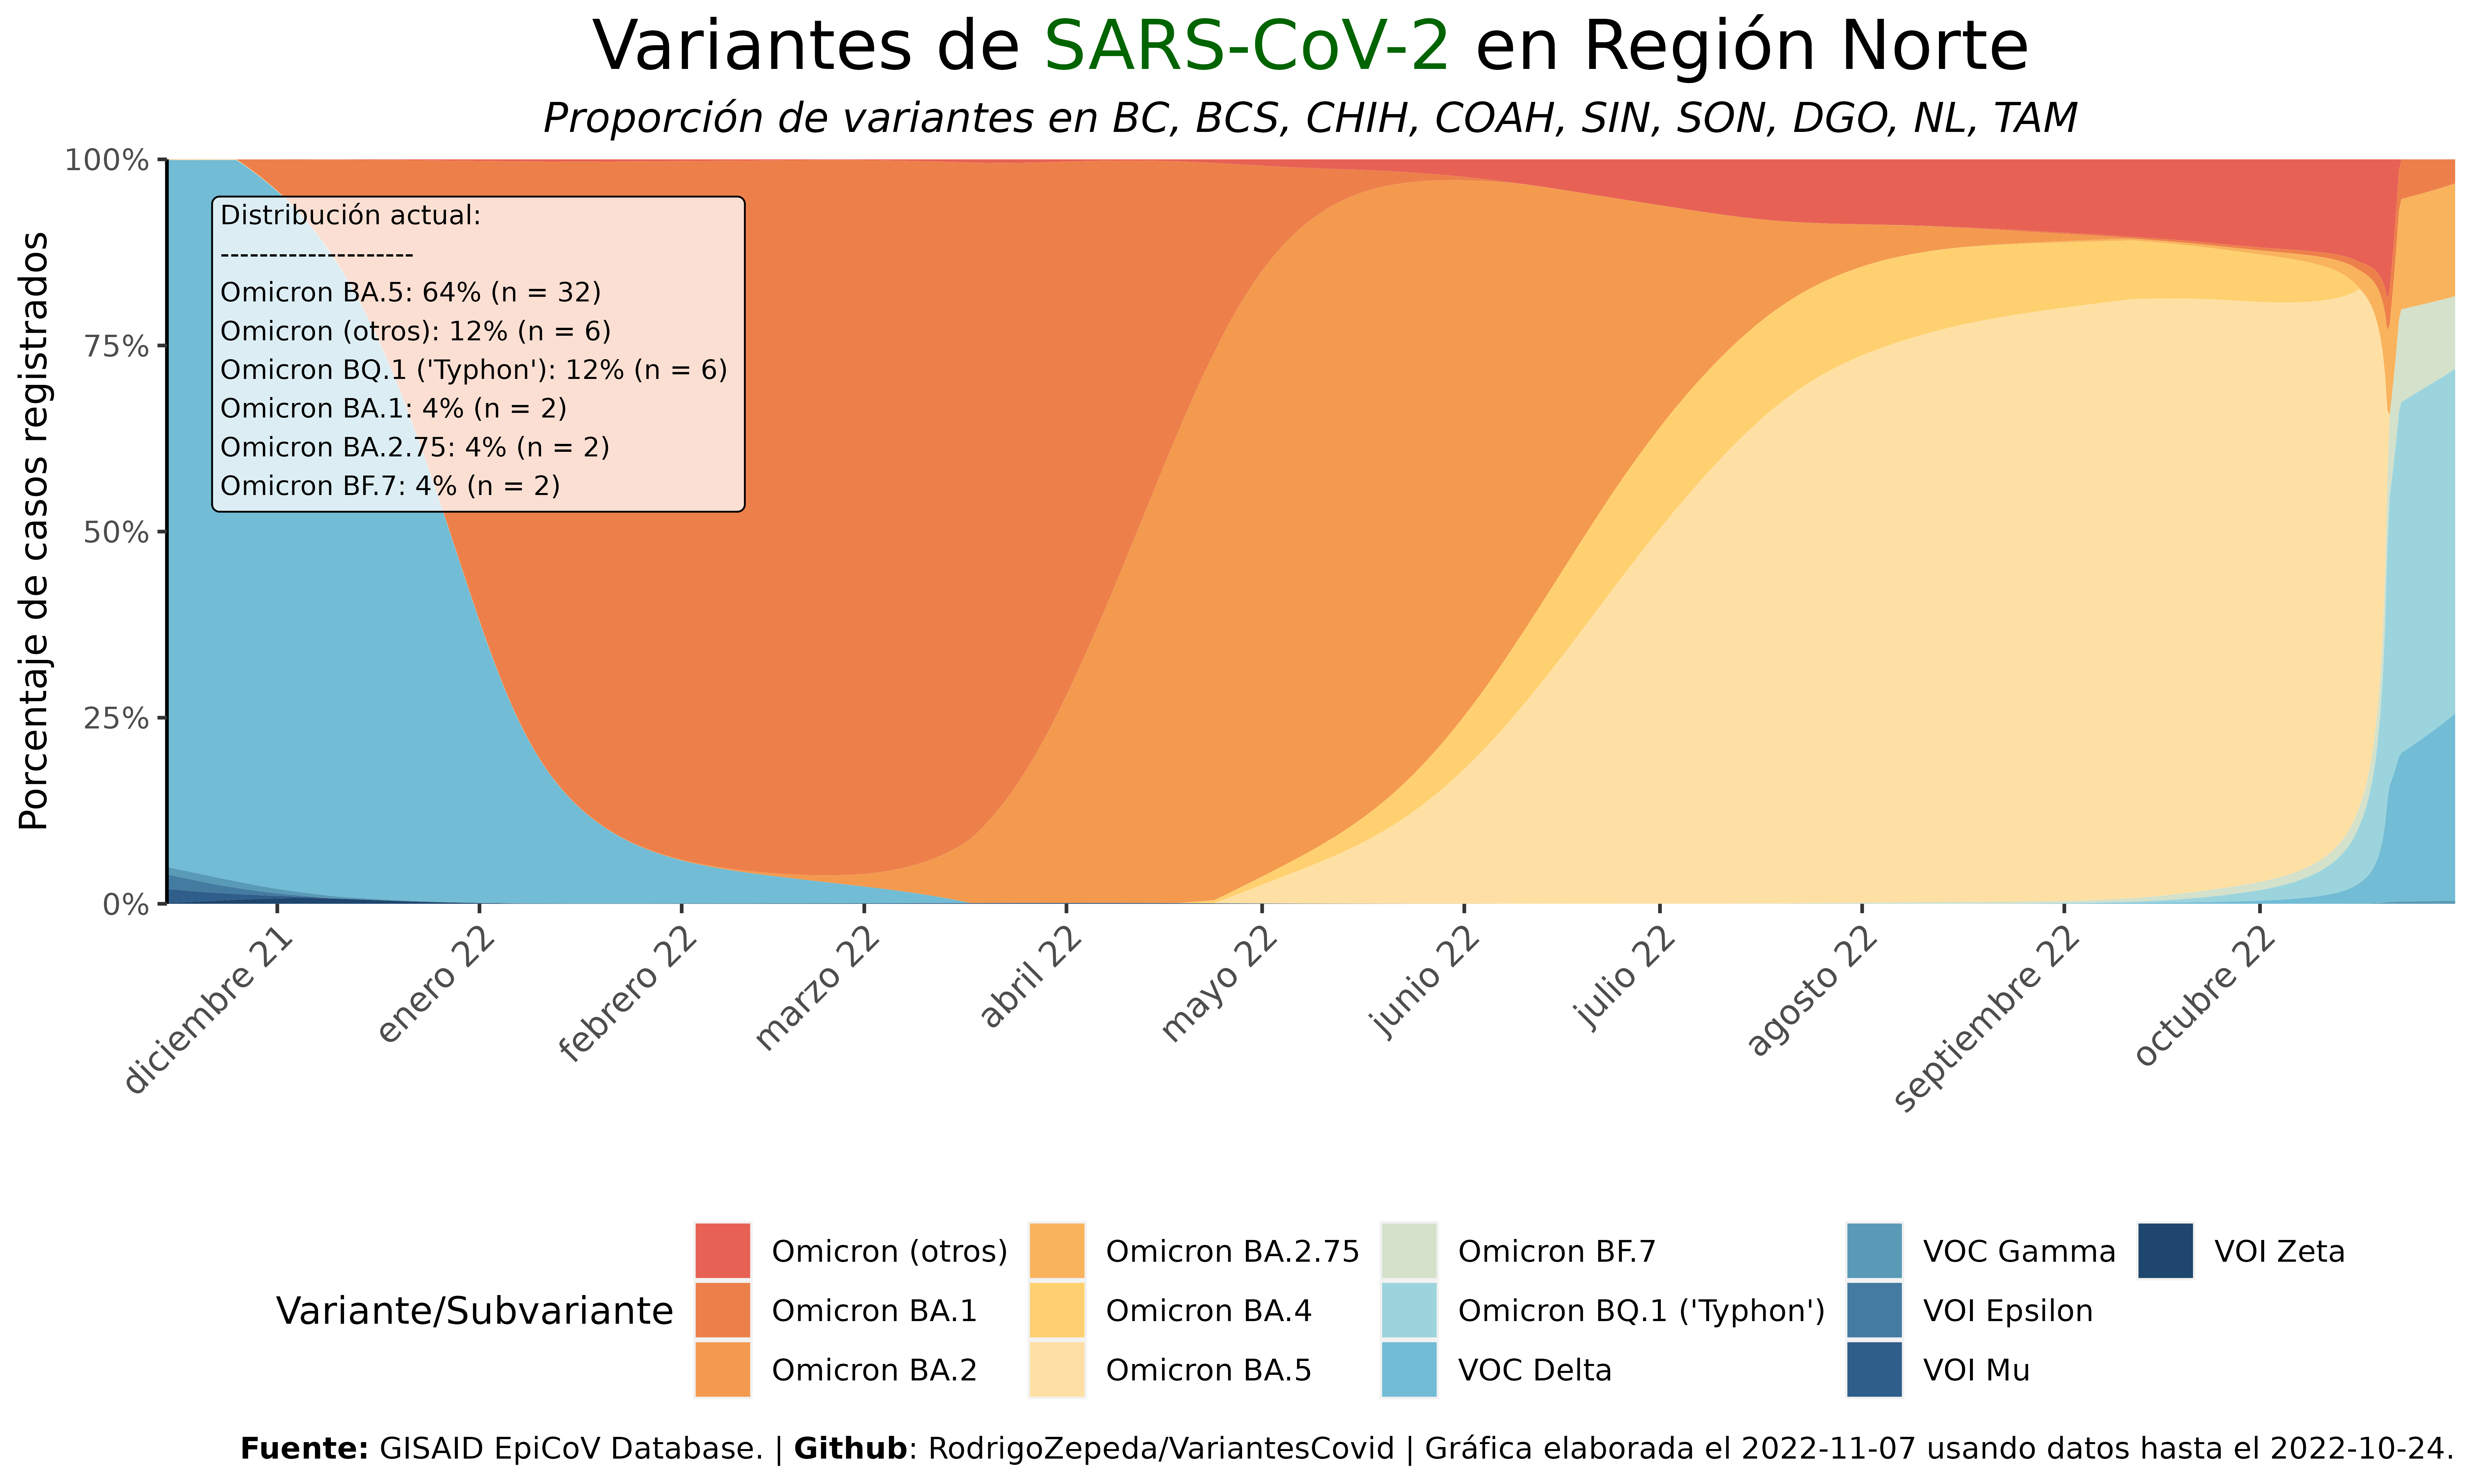 Variantes de SARS-CoV-2 en Región Norte
Proporción de variantes en BC, BCS, CHIH, COAH, SIN, SON, DGO, NL, TAM
Porcentaje de casos registrados
100%
75%
50%
25%
0%
Distribución actual:
--------------------
Omicron BA.5: 64% (n = 32)
Omicron (otros): 12% (n = 6)
Omicron BQ.1 ('Typhon'): 12% (n = 6)
Omicron BA.1: 4% (n = 2)
Omicron BA.2.75: 4% (n = 2)
Omicron BF.7: 4% (n = 2)
diciembre 21
enero 22
febrero 22
marzo 22
abril 22
mayo 22
junio 22
julio 22
agosto 22
septiembre 22
octubre 22
Variante/Subvariante
Omicron (otros)
Omicron BA.1
Omicron BA.2
Omicron BA.2.75
Omicron BA.4
Omicron BA.5
Omicron BF.7
Omicron BQ.1 ('Typhon')
VOC Delta
VOC Gamma
VOI Epsilon
VOI Mu
VOI Zeta
Fuente: GISAID EpiCoV Database. | Github: RodrigoZepeda/VariantesCovid | Gráfica elaborada el 2022-11-07 usando datos hasta el 2022-10-24.